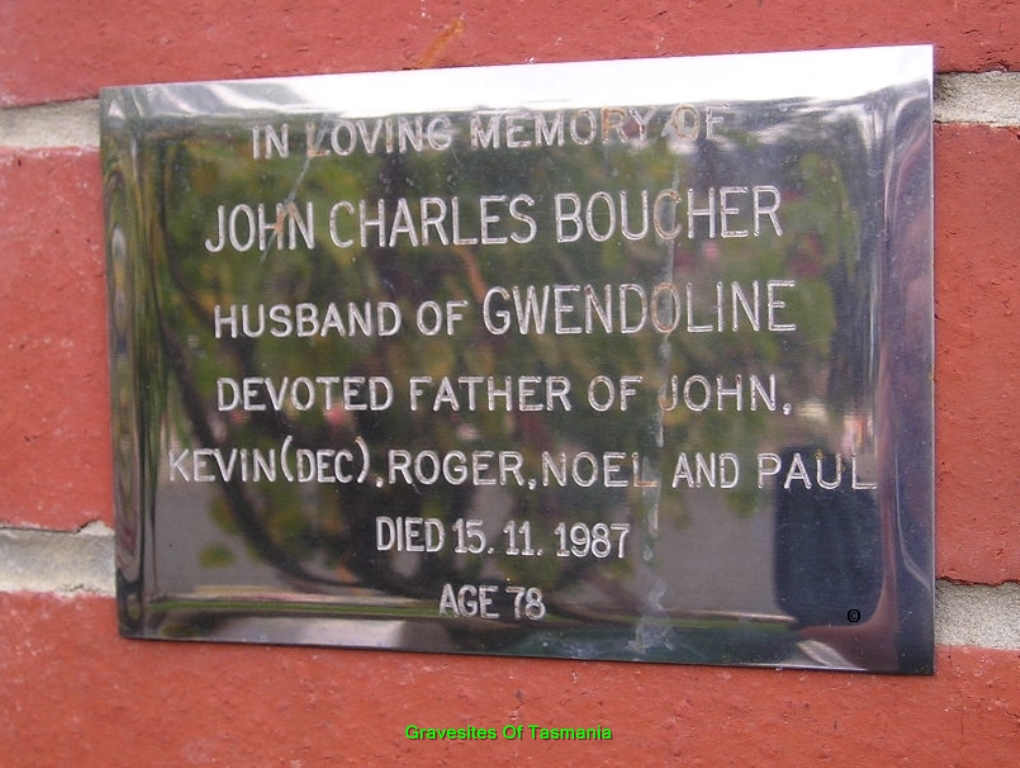 IN LOVING MEMORY OF
JOHN CHARLES BOUCHER
HUSBAND OF GWENDOLINE
DEVOTED FATHER OF JOHN,
KEVIN(DEC), ROGER, NOEL AND PAUL
DIED 15. 11. 1987
AGE 78
©
Gravesites Of Tasmania